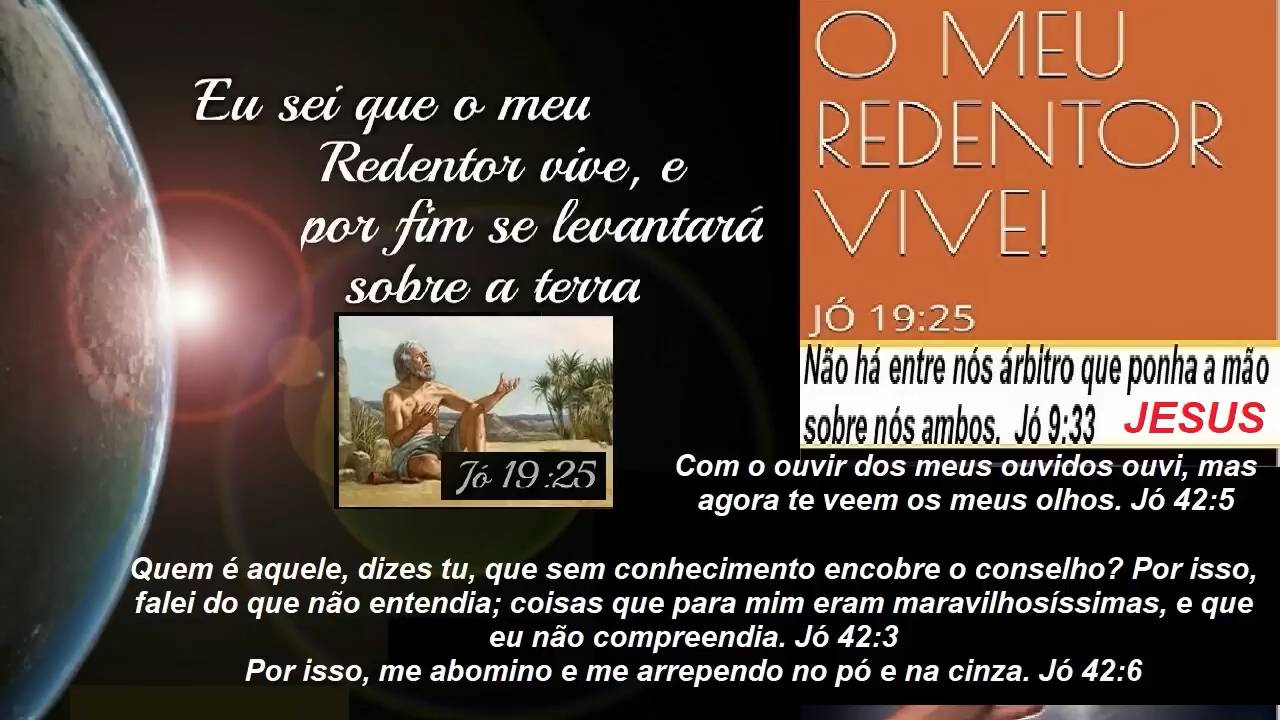 Eu sei que o meu
Redentor vive, e
por fim se levantará
sobre a terra
Jó 19:25
O MEU
REDENTOR
VIVE!
JÓ 19:25
Não há entre nós árbitro que ponha a mão
sobre nós ambos. Jó 9:33 JESUS
Com o ouvir dos meus ouvidos ouvi, mas
agora te veem os meus olhos. Jó 42:5
Quem é aquele, dizes tu, que sem conhecimento encobre o conselho? Por isso,
falei do que não entendia; coisas que para mim eram maravilhosíssimas, e que
eu não compreendia. Jó 42:3
Por isso, me abomino e me arrependo no pó e na cinza. Jó 42:6